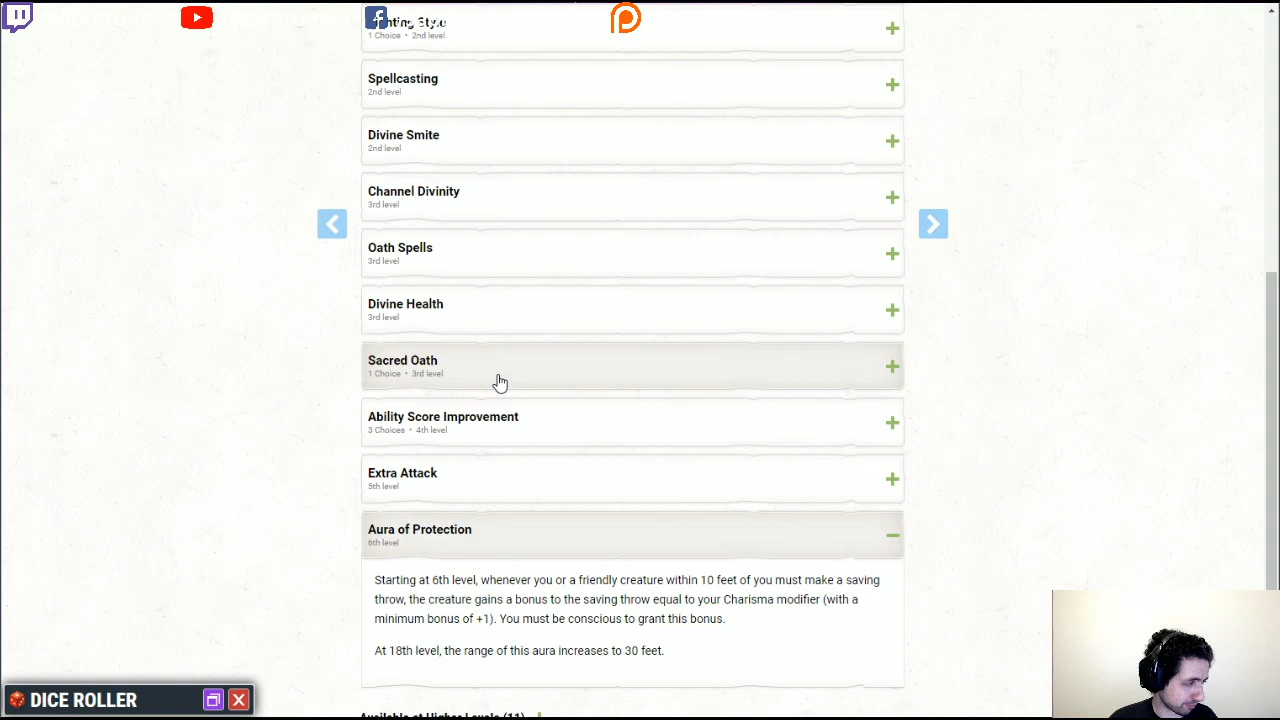 1 Choice • 2nd level
Spellcasting
2nd level
Divine Smite
2nd level
Channel Divinity
3rd level
Oath Spells
3rd level
Divine Health
3rd level
Sacred Oath
1 Choice • 3rd level
Ability Score Improvement
3 Choices • 4th level
Extra Attack
5th level
Aura of Protection
6th level
Starting at 6th level, whenever you or a friendly creature within 10 feet of you must make a saving
throw, the creature gains a bonus to the saving throw equal to your Charisma modifier (with a
minimum bonus of +1). You must be conscious to grant this bonus.
At 18th level, the range of this aura increases to 30 feet.
Available at Higher Levels (11)
DICE ROLLER